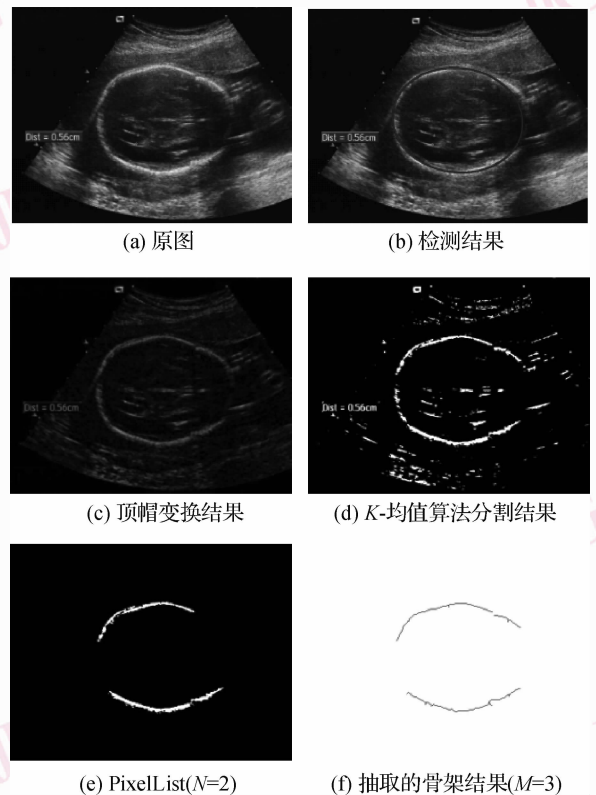 Dist = 0.56cm
Dist = 0.56cm
(a) 原图
(b) 检测结果
Dist = 0.56cm
Dist = 0.56cm
(c) 顶帽变换结果
(d) K-均值算法分割结果
(e) PixelList(N=2)
(f) 抽取的骨架结果(M=3)